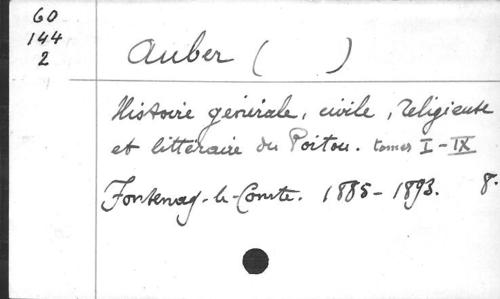 60
144
2
Auber ( )
Histoire générale, civile, religieuse
et littéraire du Poitou. tomes I-IX
Fontenay-le-Comte. 1885-1893. 8.